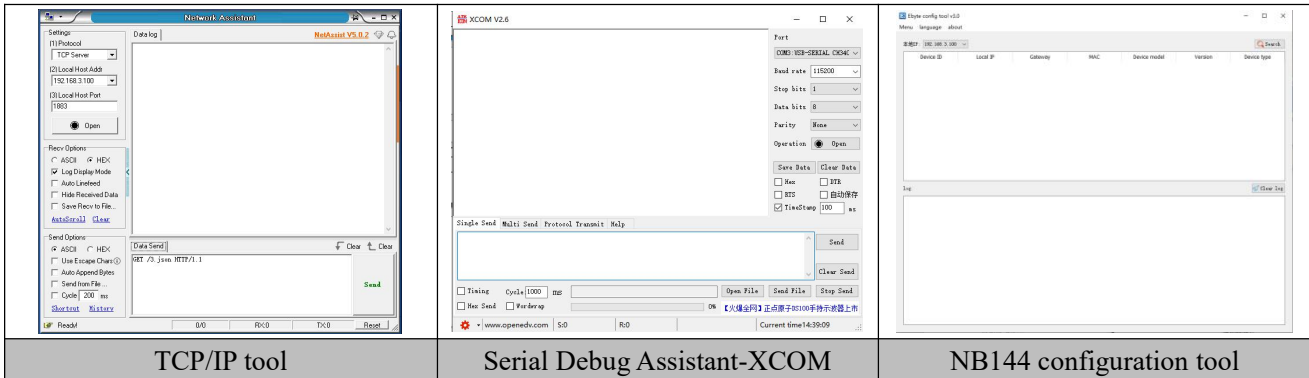 Network Assistant
Settings
(1) Protocol
TCP Server
(2) Local Host Addr
192.168.3.100
(3) Local Host Port
1883
Open
Recv Options
ASCII HEX
Log Display Mode
Auto Linefeed
Hide Received Data
Save Recv to File...
AutoScroll Clear
Send Options
ASCII HEX
Use Escape Chars
Auto Append Bytes
Send from File ...
Cycle 200 ms
Shortcut History
Data log
NetAssist V5.0.2
Data Send
Clear Clear
GET /3.json HTTP/1.1
Send
Ready! 0/0 RX:0 TX:0 Reset
XCOM V2.6
Port
COM3: USB-SERIAL CH34C
Baud rate 115200
Stop bits 1
Data bits 8
Parity None
Operation Open
Save Data Clear Data
Hex DTR
RTS 自动保存
TimeStamp 100 ms
Single Send Multi Send Protocol Transmit Help
Send
Clear Send
Timing Cycle 1000 ms Open File Send File Stop Send
Hex Send Wordwrap 0% 【火爆全网】正点原子DS100手持示波器上市
www.openedv.com S:0 R:0 Current time14:39:09
Ebyte config tool v3.0
Menu language about
本地IP: 192.168.3.100 Search
Device ID Local IP Gateway MAC Device model Version Device type
log Clear log
TCP/IP tool
Serial Debug Assistant-XCOM
NB144 configuration tool